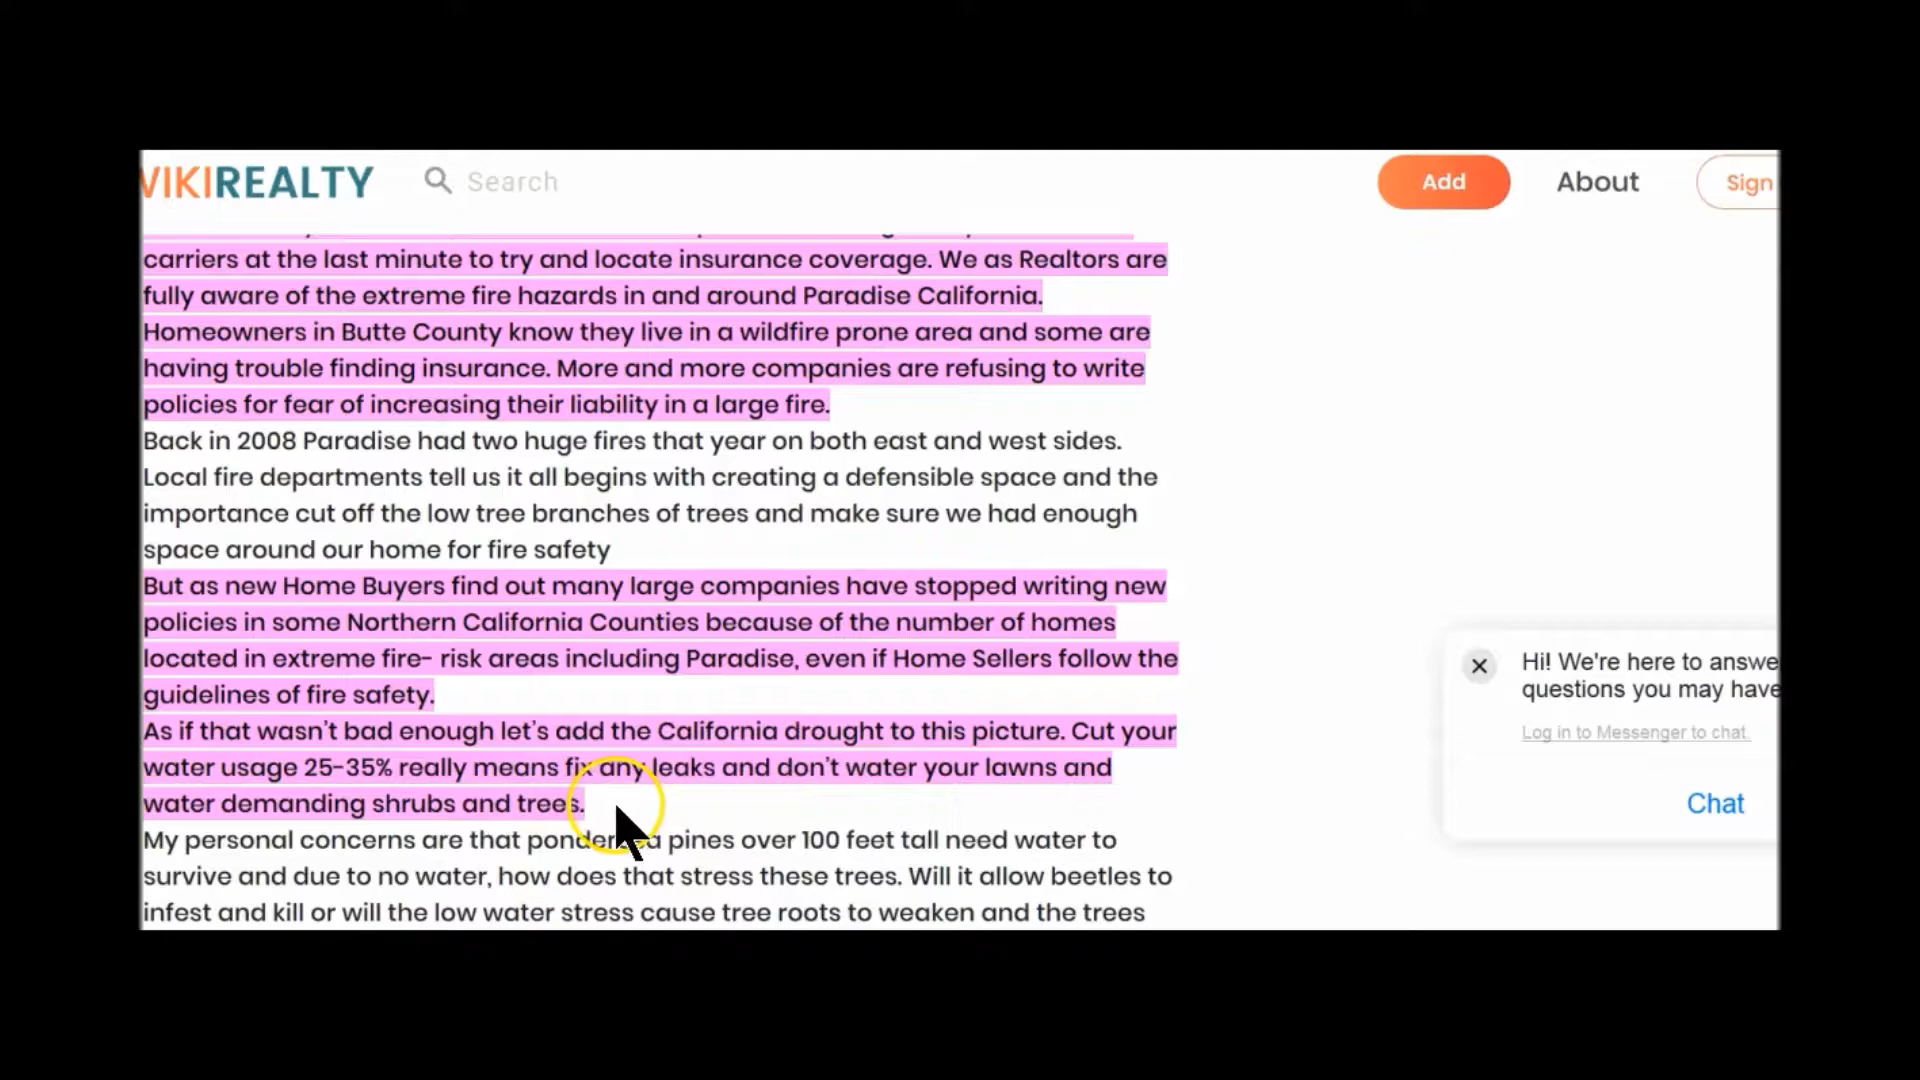 VIKIREALTY
Search
Add
About
Sign
carriers at the last minute to try and locate insurance coverage. We as Realtors are
fully aware of the extreme fire hazards in and around Paradise California.
Homeowners in Butte County know they live in a wildfire prone area and some are
having trouble finding insurance. More and more companies are refusing to write
policies for fear of increasing their liability in a large fire.
Back in 2008 Paradise had two huge fires that year on both east and west sides.
Local fire departments tell us it all begins with creating a defensible space and the
importance cut off the low tree branches of trees and make sure we had enough
space around our home for fire safety
But as new Home Buyers find out many large companies have stopped writing new
policies in some Northern California Counties because of the number of homes
located in extreme fire- risk areas including Paradise, even if Home Sellers follow the
guidelines of fire safety.
As if that wasn't bad enough let's add the California drought to this picture. Cut your
water usage 25-35% really means fix any leaks and don't water your lawns and
water demanding shrubs and trees.
My personal concerns are that ponderosa pines over 100 feet tall need water to
survive and due to no water, how does that stress these trees. Will it allow beetles to
infest and kill or will the low water stress cause tree roots to weaken and the trees
Hi! We're here to answe
questions you may have
Log in to Messenger to chat.
Chat